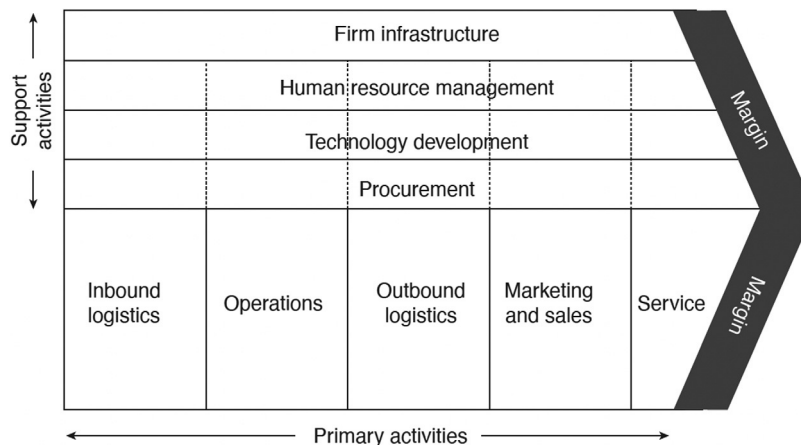 Firm infrastructure
Human resource management
Technology development
Procurement
Support
activities
Margin
Inbound
logistics
Operations
Outbound
logistics
Marketing
and sales
Service
Margin
Primary activities